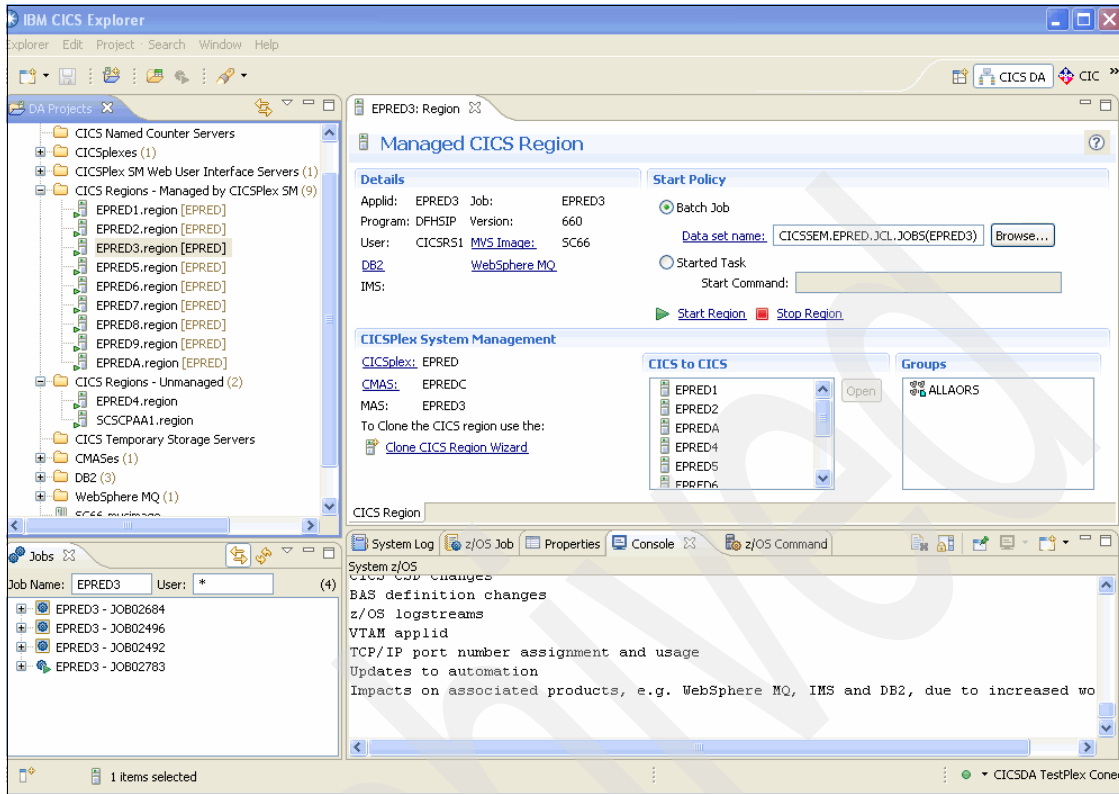 IBM CICS Explorer
Explorer Edit Project Search Window Help
CICS DA CIC »
DA Projects
CICS Named Counter Servers
CICSplexes (1)
CICSPlex SM Web User Interface Servers (1)
CICS Regions - Managed by CICSPlex SM (9)
EPRED1.region [EPRED]
EPRED2.region [EPRED]
EPRED3.region [EPRED]
EPRED5.region [EPRED]
EPRED6.region [EPRED]
EPRED7.region [EPRED]
EPRED8.region [EPRED]
EPRED9.region [EPRED]
EPREDA.region [EPRED]
CICS Regions - Unmanaged (2)
EPRED4.region
SCSCPAA1.region
CICS Temporary Storage Servers
CMASes (1)
DB2 (3)
WebSphere MQ (1)
SC66.mvsimage
EPRED3: Region
Managed CICS Region
Details
Applid: EPRED3 Job: EPRED3
Program: DFHSIP Version: 660
User: CICSRS1 MVS Image: SC66
DB2 WebSphere MQ
IMS:
Start Policy
Batch Job
Data set name: CICSSEM.EPRED.JCL.JOBS(EPRED3) Browse...
Started Task
Start Command:
Start Region Stop Region
CICSPlex System Management
CICSplex: EPRED
CMAS: EPREDC
MAS: EPRED3
To Clone the CICS region use the:
Clone CICS Region Wizard
CICS to CICS
EPRED1
EPRED2
EPREDA
EPRED4
EPRED5
EPRED6
Open
Groups
ALLAORS
CICS Region
Jobs
Job Name: EPRED3 User: * (4)
EPRED3 - JOB02684
EPRED3 - JOB02496
EPRED3 - JOB02492
EPRED3 - JOB02783
System Log z/OS Job Properties Console z/OS Command
System z/OS
CICS CSD changes
BAS definition changes
z/OS logstreams
VTAM applid
TCP/IP port number assignment and usage
Updates to automation
Impacts on associated products, e.g. WebSphere MQ, IMS and DB2, due to increased wo
1 items selected
CICSDA TestPlex Cone